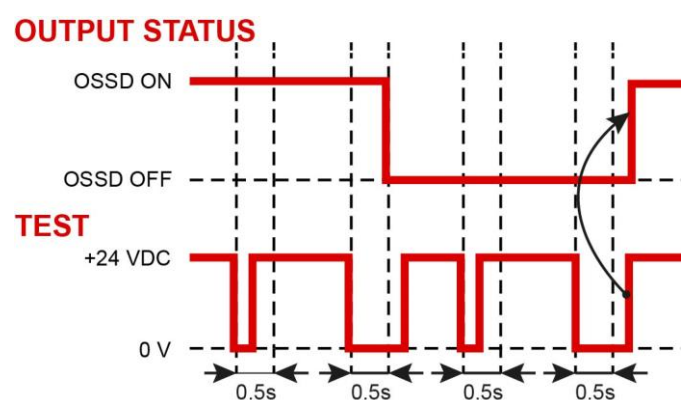 OUTPUT STATUS
OSSD ON
OSSD OFF
TEST
+24 VDC
0 V
0.5s 0.5s 0.5s 0.5s